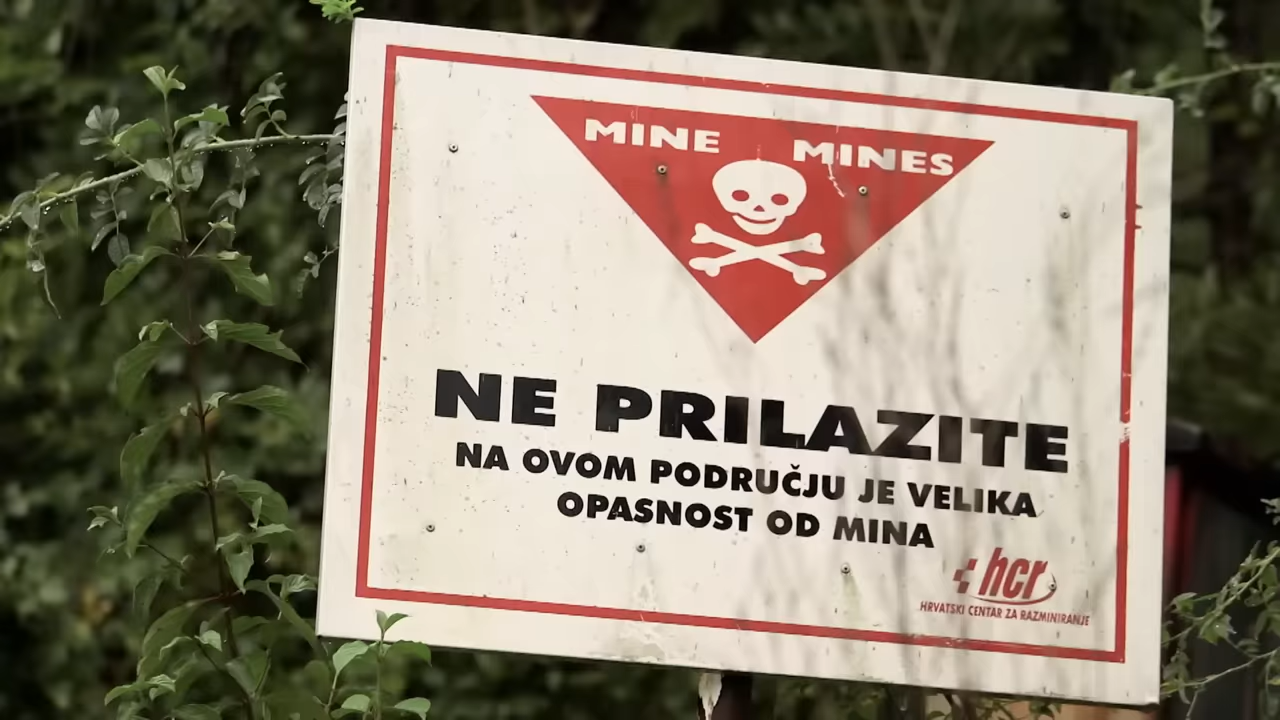 MINE MINES
NE PRILAZITE
NA OVOM PODRUČJU JE VELIKA
OPASNOST OD MINA
hcr
HRVATSKI CENTAR ZA RAZMINIRANJE